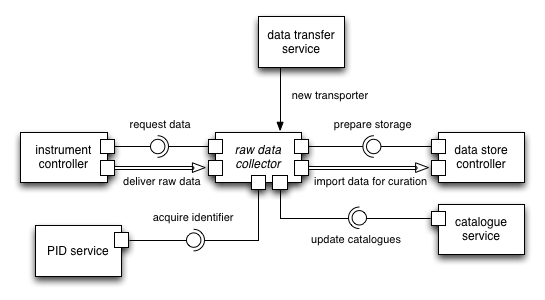 data transfer
service
new transporter
request data
prepare storage
instrument
controller
raw data
collector
data store
controller
deliver raw data
import data for curation
acquire identifier
update catalogues
catalogue
service
PID service